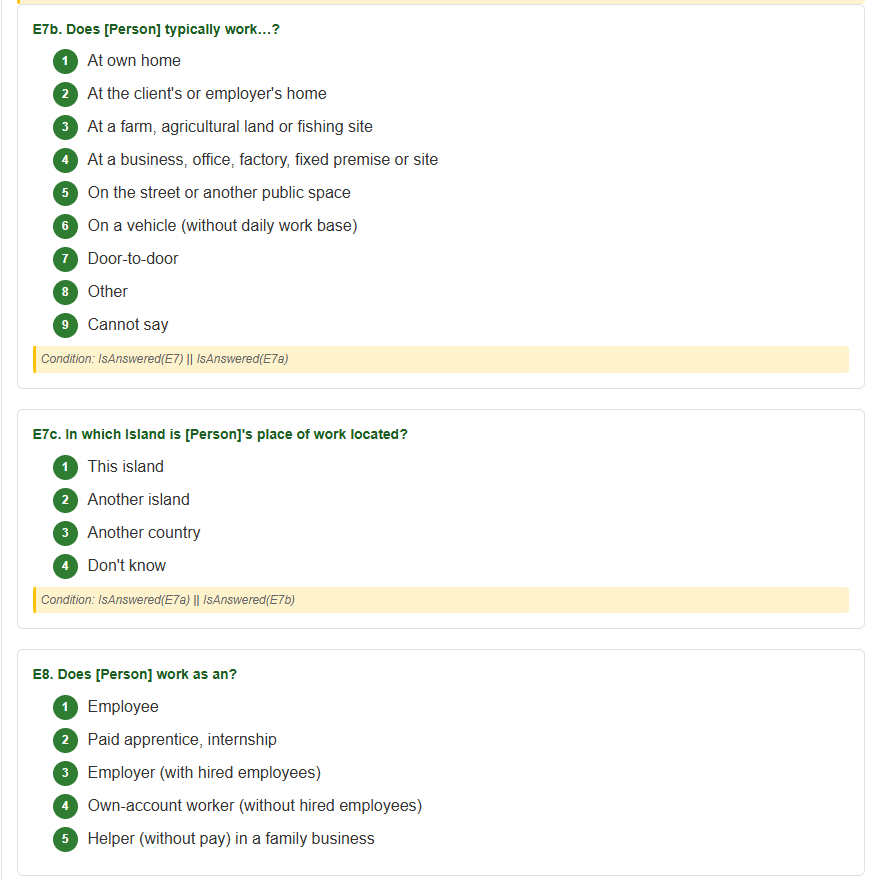 E7b. Does [Person] typically work…?
1 At own home
2 At the client's or employer's home
3 At a farm, agricultural land or fishing site
4 At a business, office, factory, fixed premise or site
5 On the street or another public space
6 On a vehicle (without daily work base)
7 Door-to-door
8 Other
9 Cannot say
Condition: IsAnswered(E7) || IsAnswered(E7a)
E7c. In which Island is [Person]'s place of work located?
1 This island
2 Another island
3 Another country
4 Don't know
Condition: IsAnswered(E7a) || IsAnswered(E7b)
E8. Does [Person] work as an?
1 Employee
2 Paid apprentice, internship
3 Employer (with hired employees)
4 Own-account worker (without hired employees)
5 Helper (without pay) in a family business